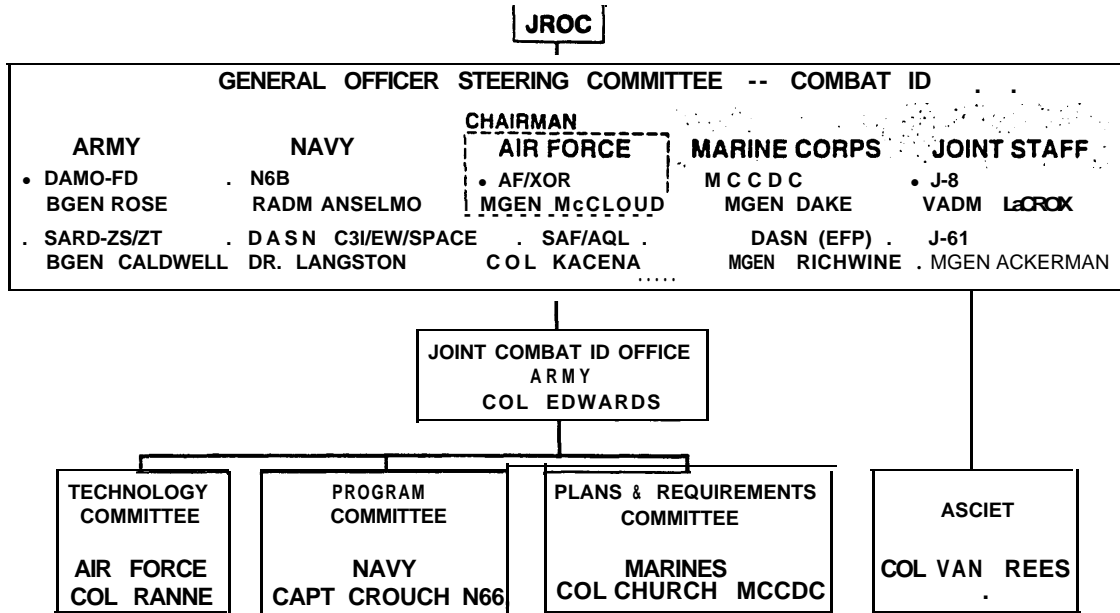 JROC
GENERAL OFFICER STEERING COMMITTEE -- COMBAT ID
CHAIRMAN
ARMY NAVY AIR FORCE MARINE CORPS JOINT STAFF
• DAMO-FD . N6B • AF/XOR MCCDC • J-8
BGEN ROSE RADM ANSELMO MGEN McCLOUD MGEN DAKE VADM LaCROIX
. SARD-ZS/ZT . DASN C3I/EW/SPACE . SAF/AQL . DASN (EFP) . J-61
BGEN CALDWELL DR. LANGSTON COL KACENA MGEN RICHWINE . MGEN ACKERMAN
JOINT COMBAT ID OFFICE
ARMY
COL EDWARDS
TECHNOLOGY
COMMITTEE
AIR FORCE
COL RANNE
PROGRAM
COMMITTEE
NAVY
CAPT CROUCH N66
PLANS & REQUIREMENTS
COMMITTEE
MARINES
COL CHURCH MCCDC
ASCIET
COL VAN REES